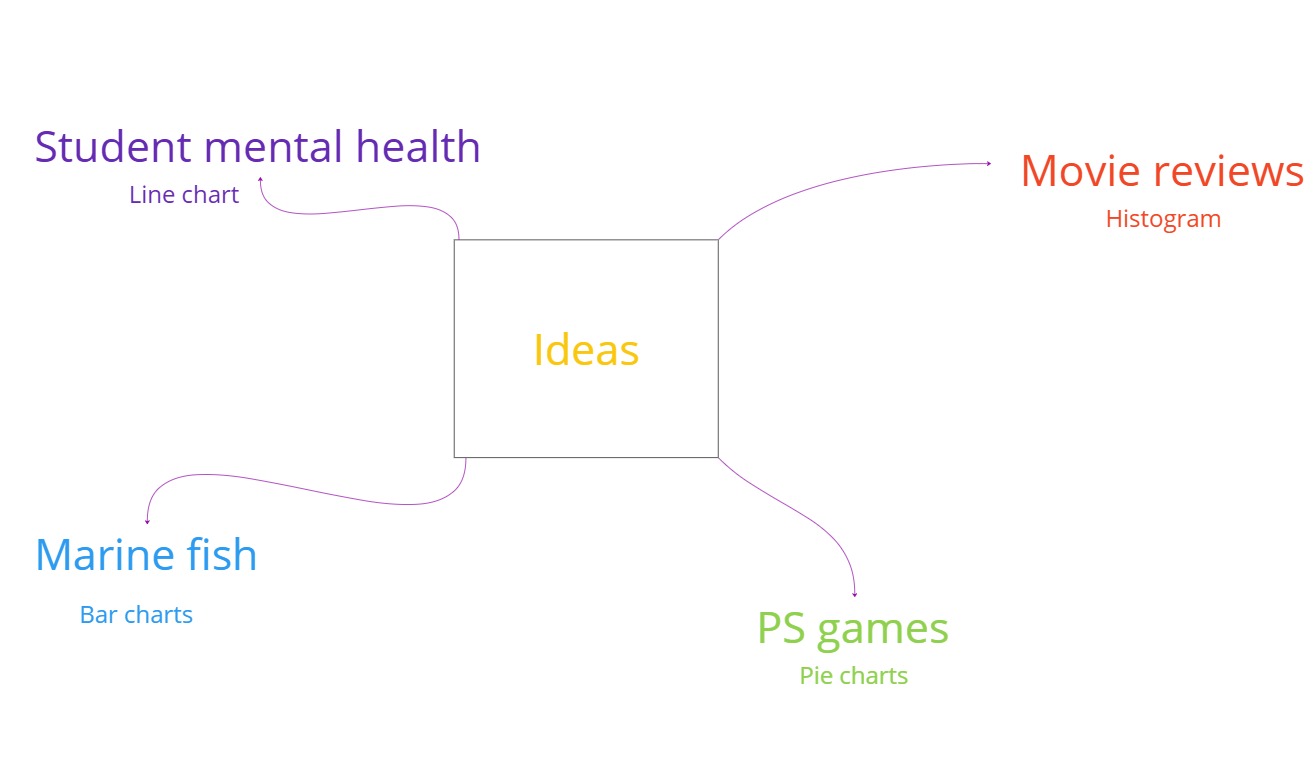 Student mental health
Line chart
Movie reviews
Histogram
Ideas
Marine fish
Bar charts
PS games
Pie charts